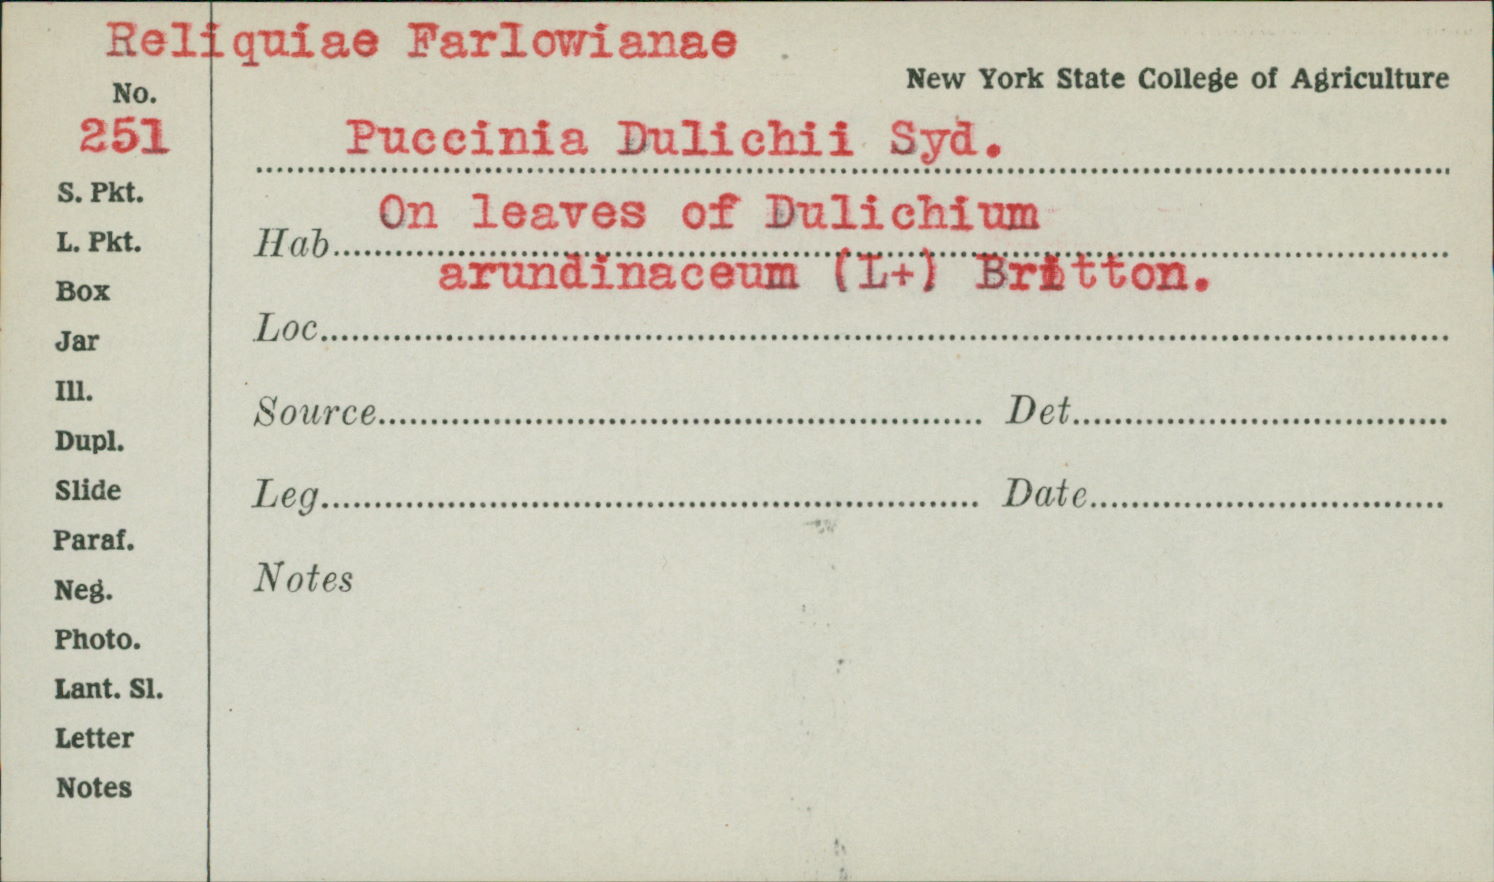 Reliquiae Farlowianae
New York State College of Agriculture
No.
251
Puccinia Dulichii Syd.
S. Pkt.
L. Pkt.
Box
Jar
Ill.
Dupl.
Slide
Paraf.
Neg.
Photo.
Lant. Sl.
Letter
Notes
Hab. On leaves of Dulichium
arundinaceum (L+) Britton.
Loc.
Source Det.
Leg. Date
Notes